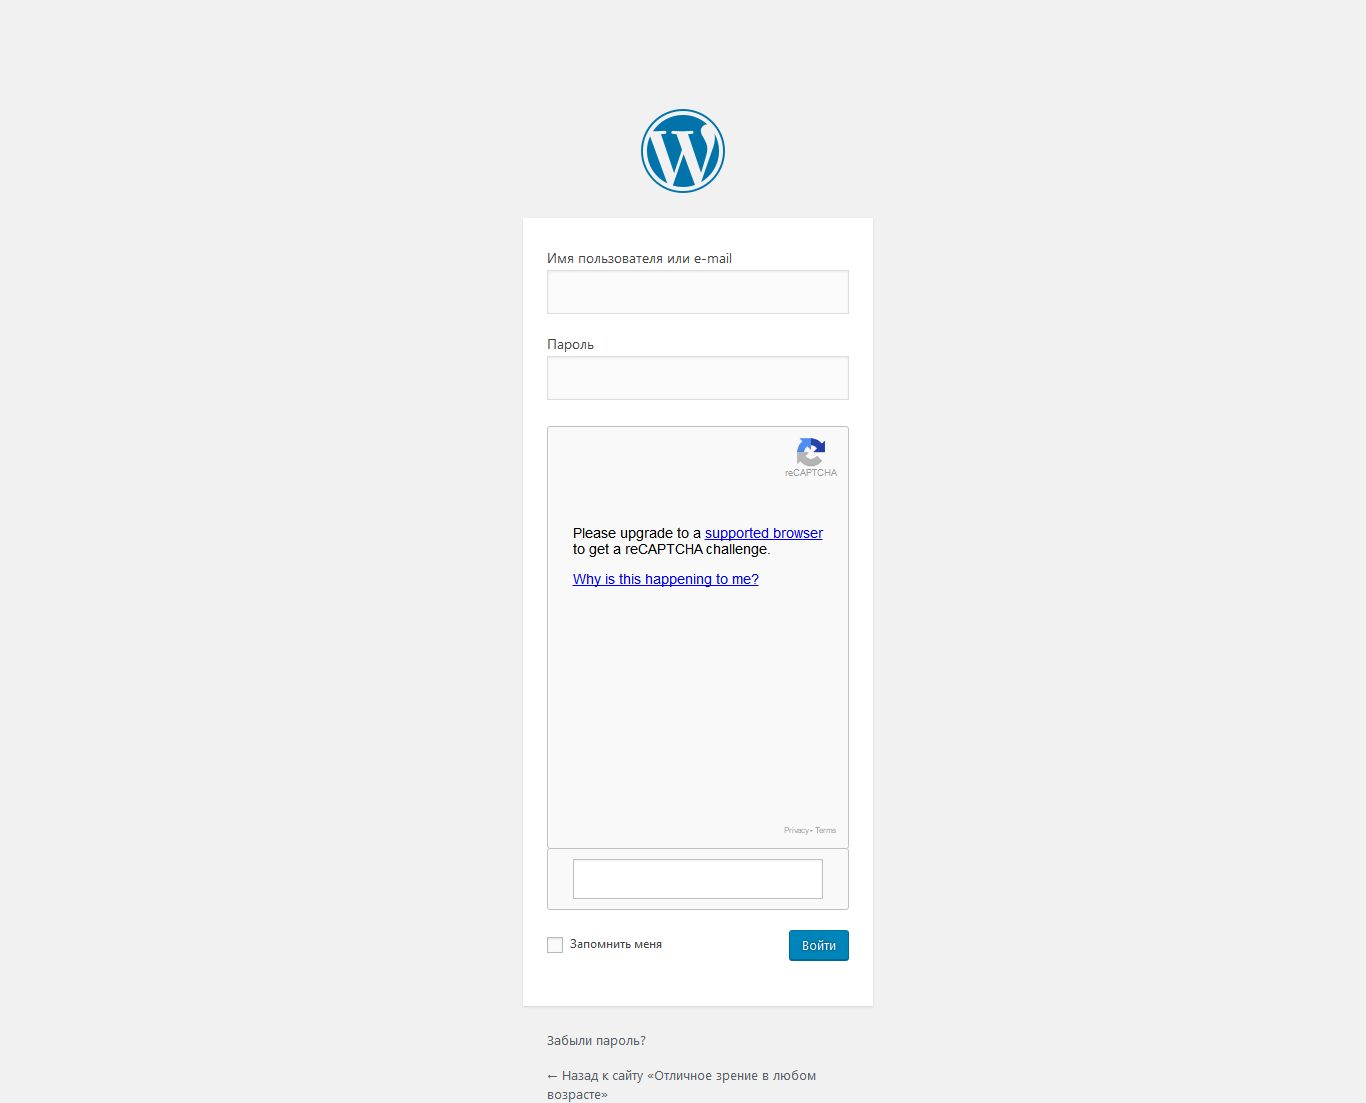 Имя пользователя или e-mail
Пароль
reCAPTCHA
Please upgrade to a supported browser
to get a reCAPTCHA challenge.
Why is this happening to me?
Privacy - Terms
Запомнить меня
Войти
Забыли пароль?
← Назад к сайту «Отличное зрение в любом
возрасте»